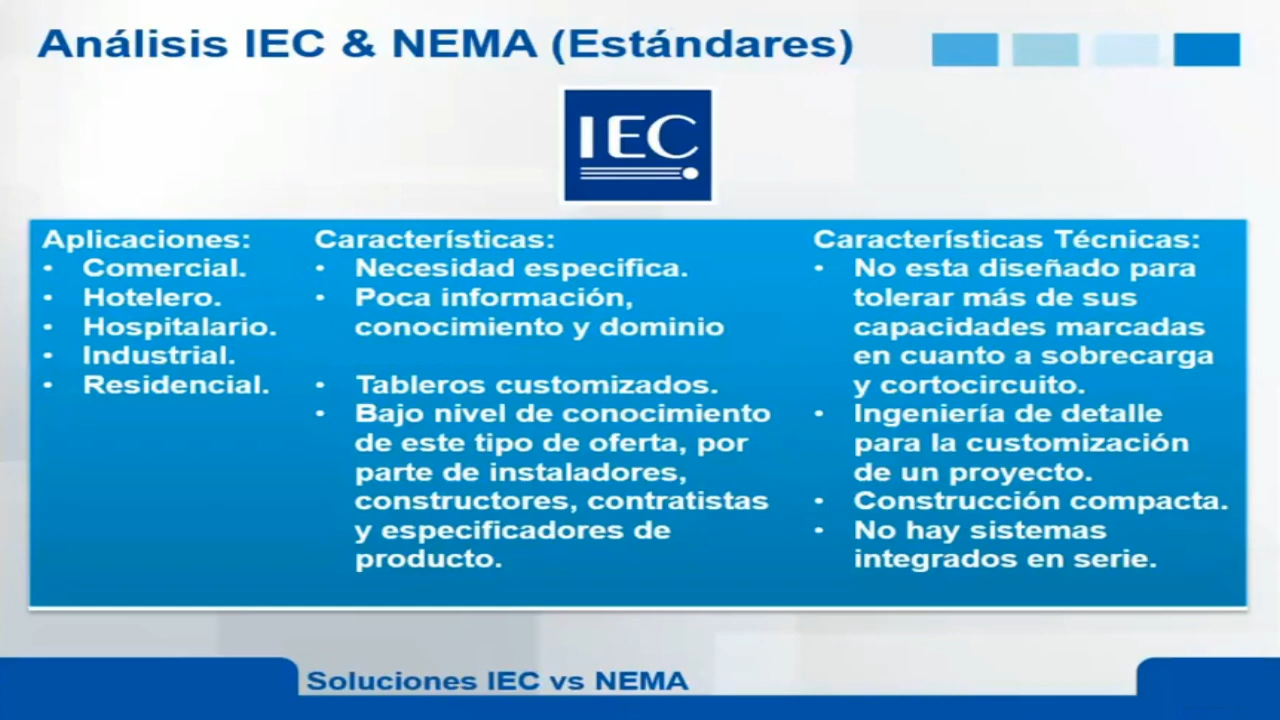 Análisis IEC & NEMA (Estándares)
IEC
Aplicaciones:
• Comercial.
• Hotelero.
• Hospitalario.
• Industrial.
• Residencial.
Características:
• Necesidad especifica.
• Poca información,
conocimiento y dominio
• Tableros customizados.
• Bajo nivel de conocimiento
de este tipo de oferta, por
parte de instaladores,
constructores, contratistas
y especificadores de
producto.
Características Técnicas:
• No esta diseñado para
tolerar más de sus
capacidades marcadas
en cuanto a sobrecarga
y cortocircuito.
• Ingeniería de detalle
para la customización
de un proyecto.
• Construcción compacta.
• No hay sistemas
integrados en serie.
Soluciones IEC vs NEMA